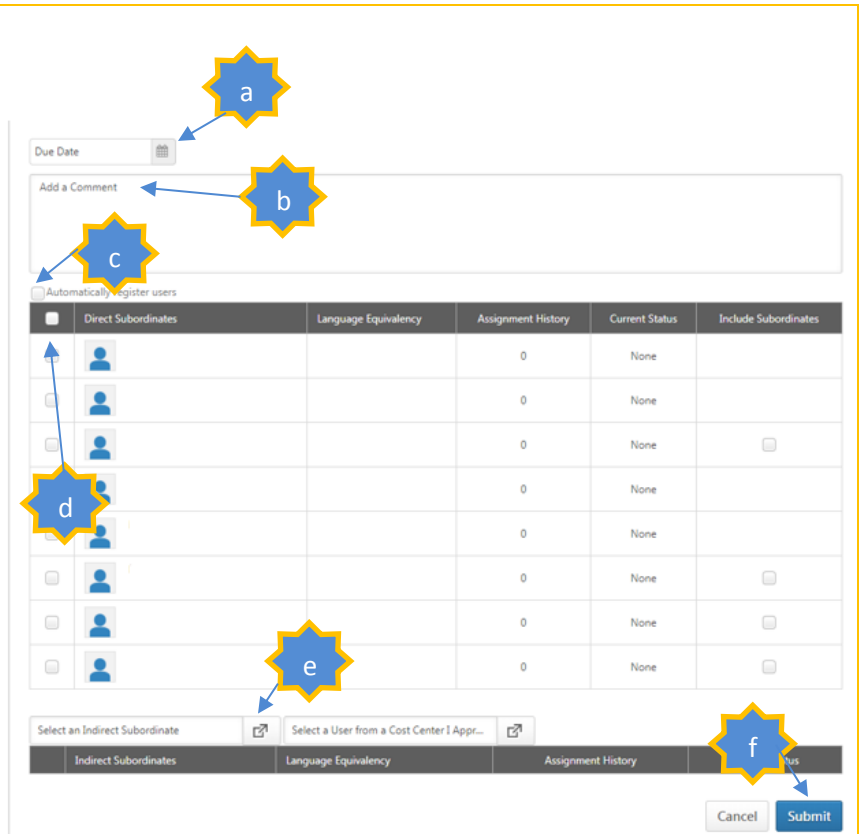 a
Due Date
Add a Comment
b
c
Automatically register users
Direct Subordinates Language Equivalency Assignment History Current Status Include Subordinates
0 None
0 None
0 None
0 None
d
0 None
0 None
0 None
0 None
e
Select an Indirect Subordinate Select a User from a Cost Center I Appr...
f
Indirect Subordinates Language Equivalency Assignment History
Cancel Submit